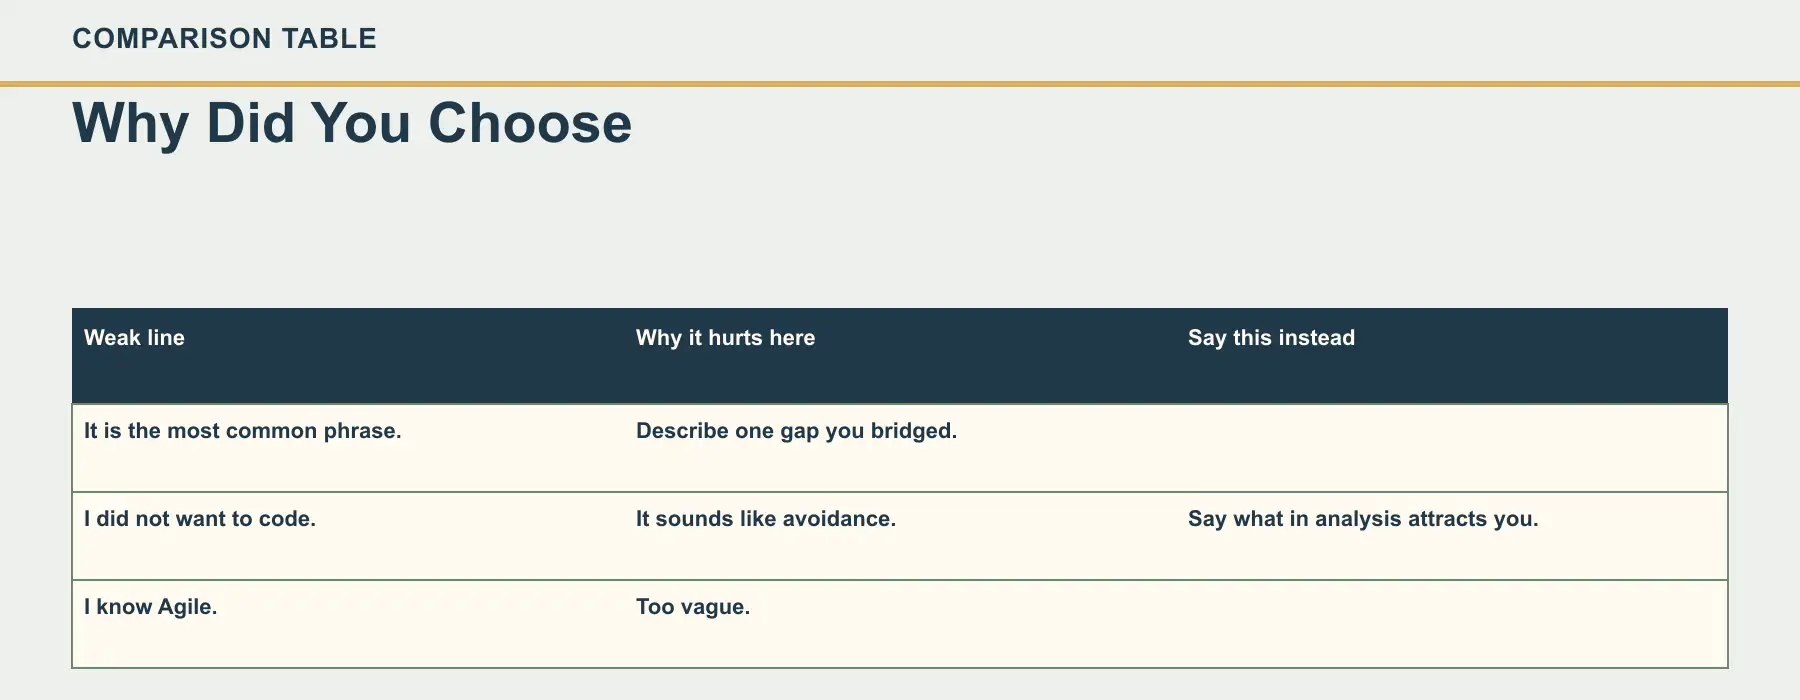 COMPARISON TABLE
Why Did You Choose
Weak line Why it hurts here Say this instead
It is the most common phrase. Describe one gap you bridged.
I did not want to code. It sounds like avoidance. Say what in analysis attracts you.
I know Agile. Too vague.